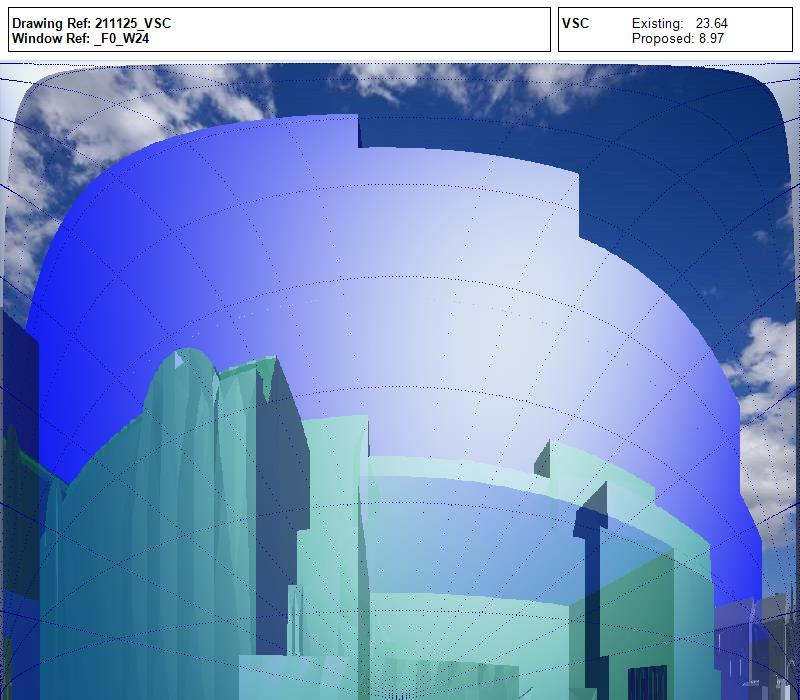 Drawing Ref: 211125_VSC
Window Ref: _F0_W24
VSC Existing: 23.64
Proposed: 8.97